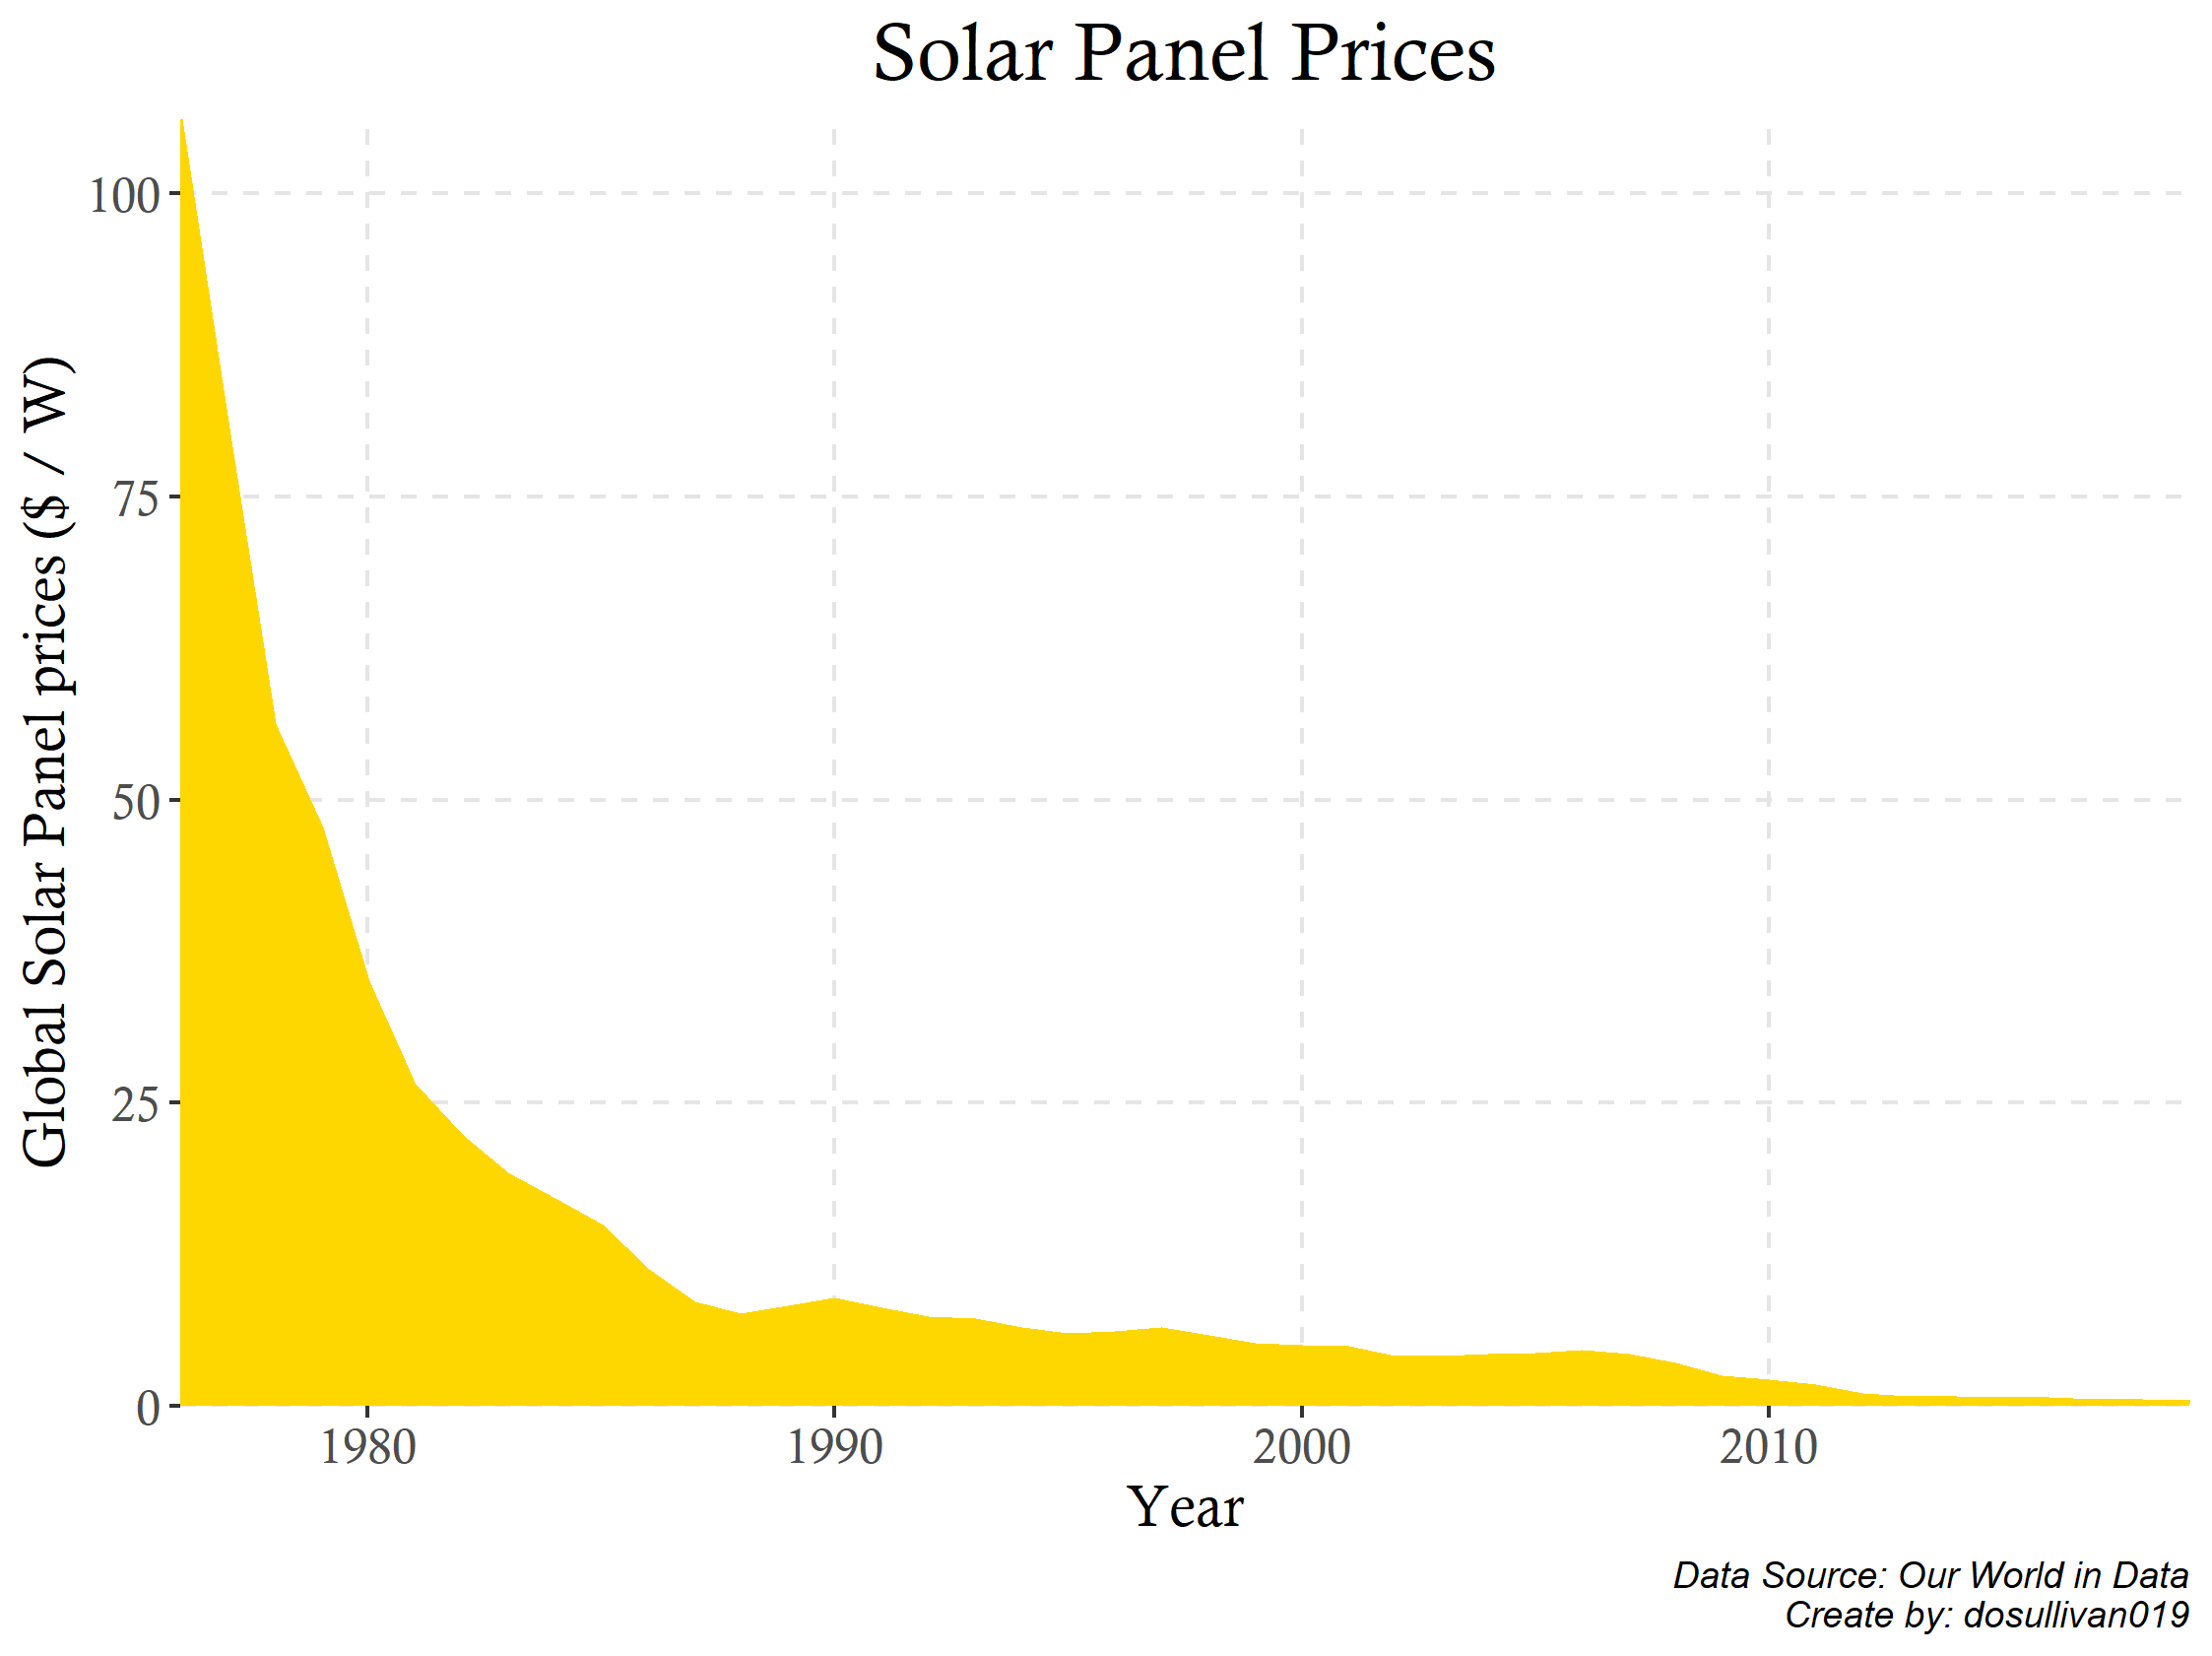 Solar Panel Prices
Global Solar Panel prices ($ / W)
100
75
50
25
0
1980 1990 2000 2010
Year
Data Source: Our World in Data
Create by: dosullivan019